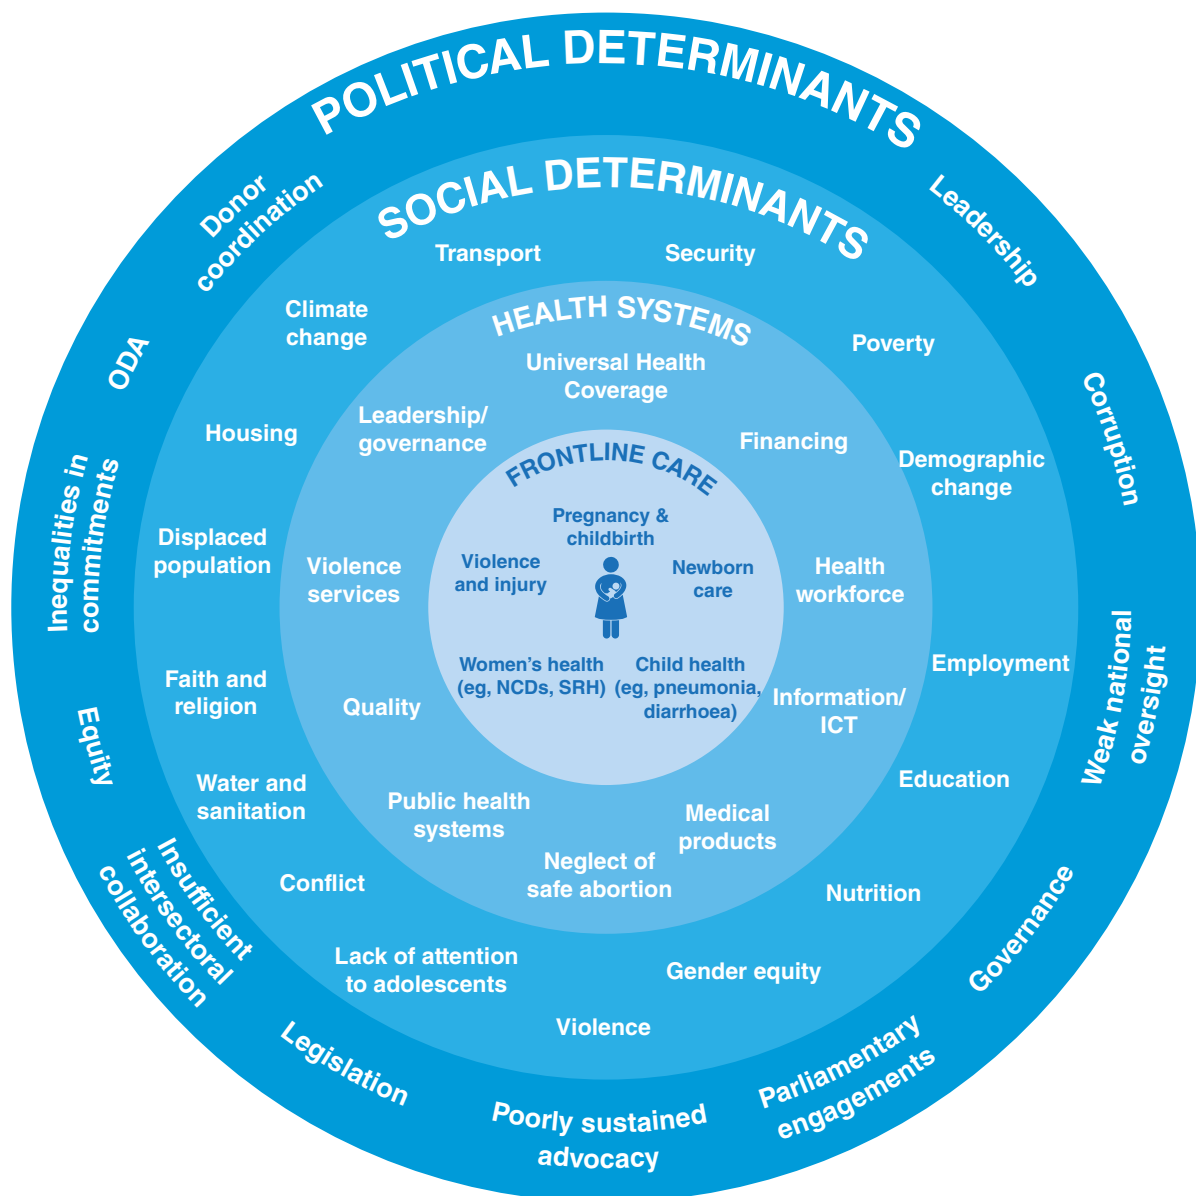 POLITICAL DETERMINANTS
Leadership
Corruption
Weak national
oversight
Governance
Parliamentary
engagements
Poorly sustained
advocacy
Legislation
Insufficient
intersectoral
collaboration
Equity
Inequalities in
commitments
ODA
Donor
coordination
SOCIAL DETERMINANTS
Transport
Security
Poverty
Demographic
change
Employment
Education
Nutrition
Gender equity
Violence
Lack of attention
to adolescents
Conflict
Water and
sanitation
Faith and
religion
Displaced
population
Housing
Climate
change
HEALTH SYSTEMS
Universal Health
Coverage
Financing
Health
workforce
Information/
ICT
Medical
products
Neglect of
safe abortion
Public health
systems
Quality
Violence
services
Leadership/
governance
FRONTLINE CARE
Pregnancy &
childbirth
Newborn
care
Child health
(eg, pneumonia,
diarrhoea)
Women’s health
(eg, NCDs, SRH)
Violence
and injury